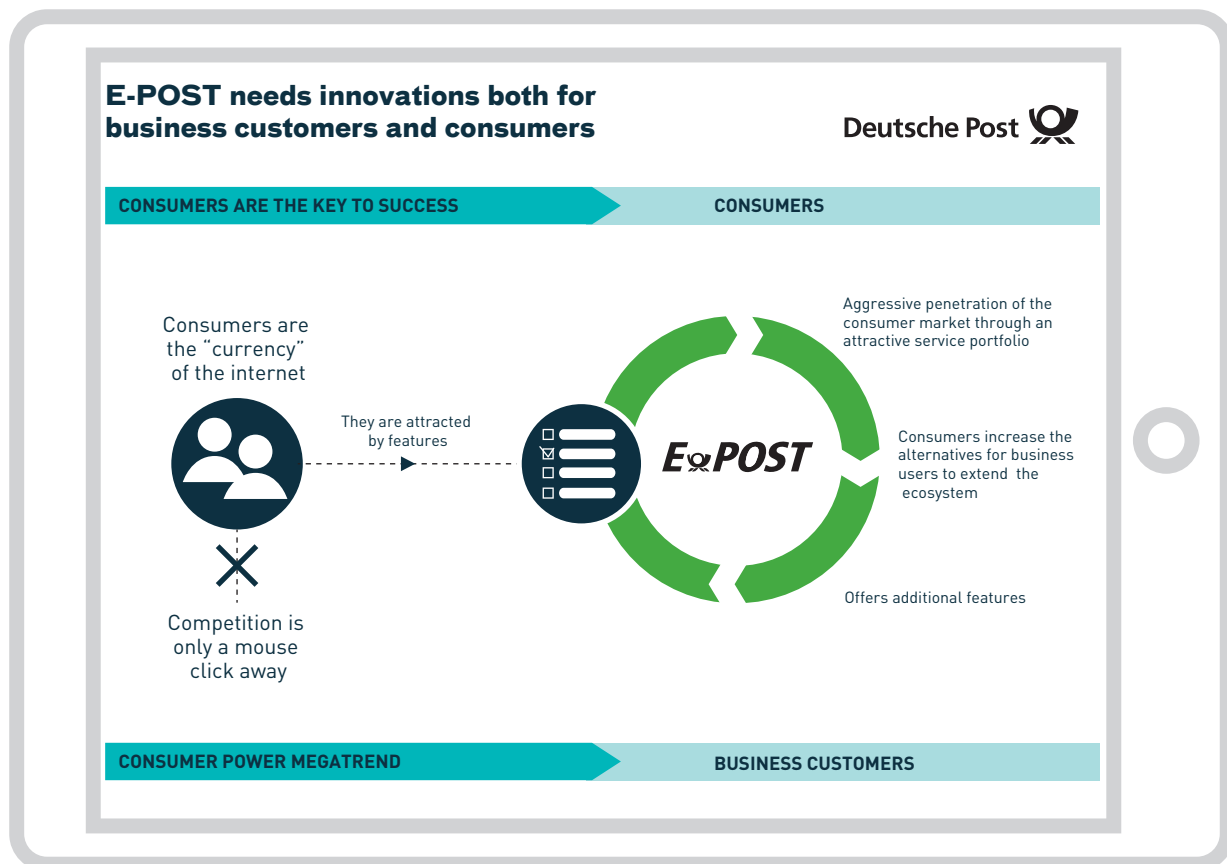 E-POST needs innovations both for
business customers and consumers
Deutsche Post
CONSUMERS ARE THE KEY TO SUCCESS
CONSUMERS
Consumers are
the “currency”
of the internet
They are attracted
by features
E POST
Aggressive penetration of the
consumer market through an
attractive service portfolio
Consumers increase the
alternatives for business
users to extend the
ecosystem
Offers additional features
Competition is
only a mouse
click away
CONSUMER POWER MEGATREND
BUSINESS CUSTOMERS